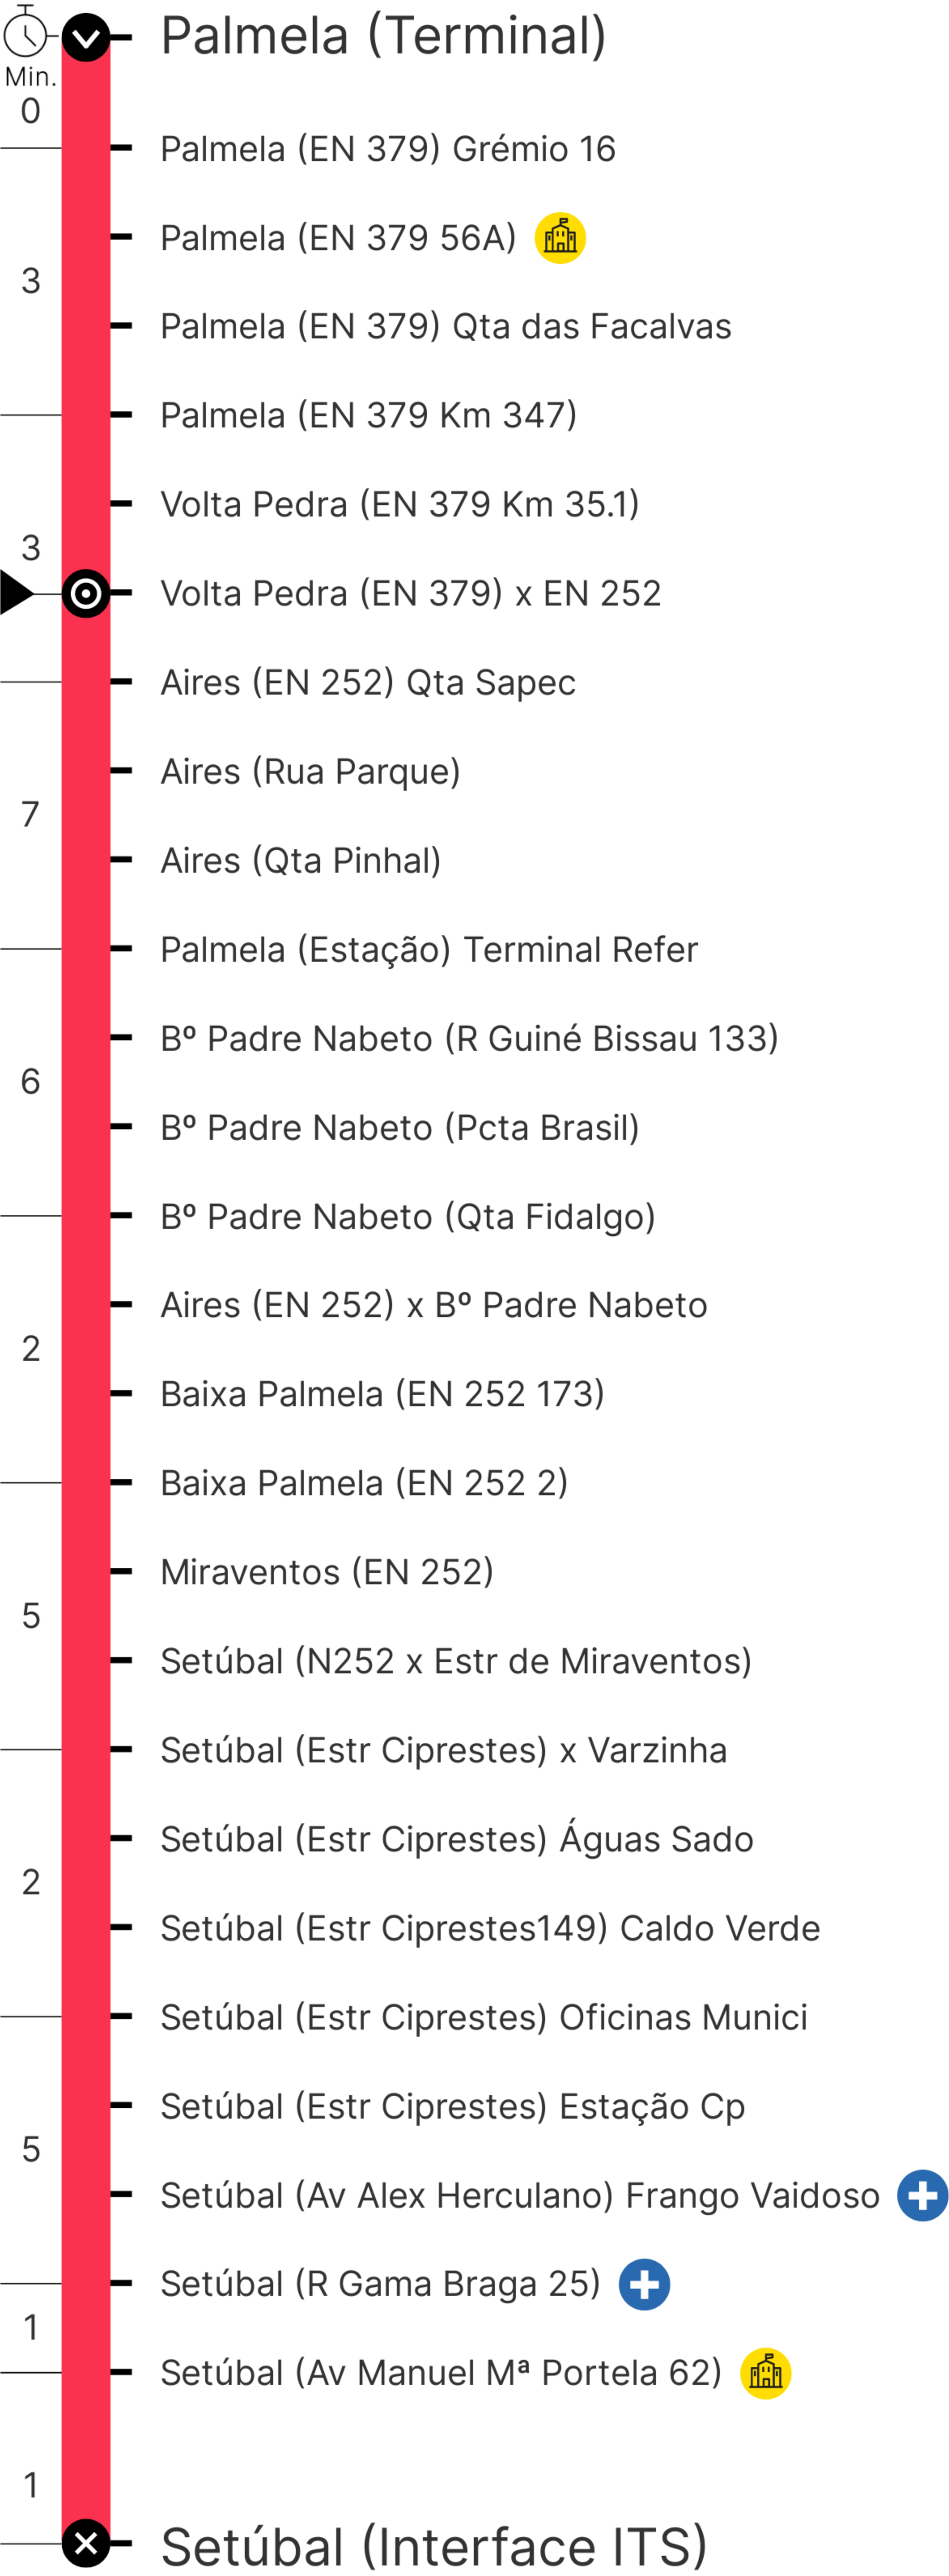 Palmela (Terminal)
Min.
0
Palmela (EN 379) Grémio 16
Palmela (EN 379 56A)
3
Palmela (EN 379) Qta das Facalvas
Palmela (EN 379 Km 347)
Volta Pedra (EN 379 Km 35.1)
3
Volta Pedra (EN 379) x EN 252
Aires (EN 252) Qta Sapec
Aires (Rua Parque)
7
Aires (Qta Pinhal)
Palmela (Estação) Terminal Refer
Bº Padre Nabeto (R Guiné Bissau 133)
6
Bº Padre Nabeto (Pcta Brasil)
Bº Padre Nabeto (Qta Fidalgo)
Aires (EN 252) x Bº Padre Nabeto
2
Baixa Palmela (EN 252 173)
Baixa Palmela (EN 252 2)
Miraventos (EN 252)
5
Setúbal (N252 x Estr de Miraventos)
Setúbal (Estr Ciprestes) x Varzinha
Setúbal (Estr Ciprestes) Águas Sado
2
Setúbal (Estr Ciprestes149) Caldo Verde
Setúbal (Estr Ciprestes) Oficinas Munici
Setúbal (Estr Ciprestes) Estação Cp
5
Setúbal (Av Alex Herculano) Frango Vaidoso
Setúbal (R Gama Braga 25)
1
Setúbal (Av Manuel Mª Portela 62)
1
Setúbal (Interface ITS)